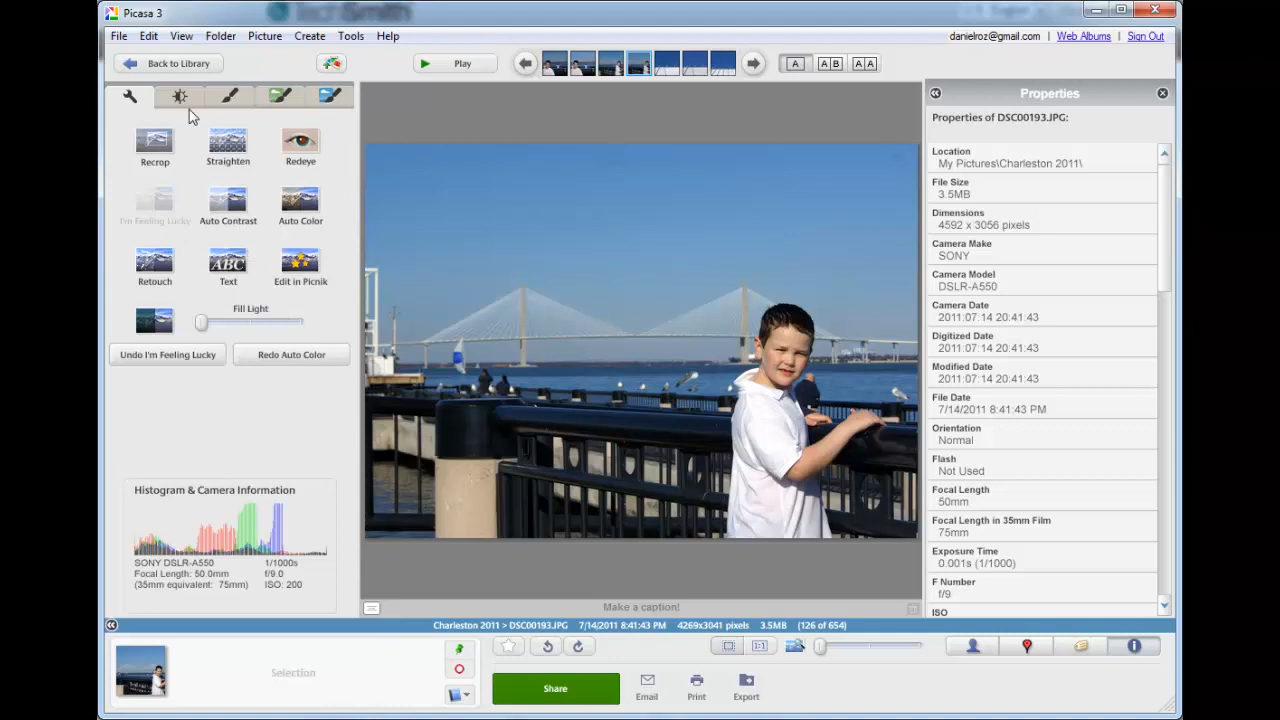 TechSmith
Picasa 3
File Edit View Folder Picture Create Tools Help
danielroz@gmail.com Web Albums Sign Out
Back to Library
Play
A AB AA
Properties
Properties of DSC00193.JPG:
Recrop Straighten Redeye
I'm Feeling Lucky Auto Contrast Auto Color
ABC
Retouch Text Edit in Picnik
Fill Light
Undo I'm Feeling Lucky Redo Auto Color
Histogram & Camera Information
SONY DSLR-A550 1/1000s
Focal Length: 50.0mm f/9.0
(35mm equivalent: 75mm) ISO: 200
Location
My Pictures\Charleston 2011\
File Size
3.5MB
Dimensions
4592 x 3056 pixels
Camera Make
SONY
Camera Model
DSLR-A550
Camera Date
2011:07:14 20:41:43
Digitized Date
2011:07:14 20:41:43
Modified Date
2011:07:14 20:41:43
File Date
7/14/2011 8:41:43 PM
Orientation
Normal
Flash
Not Used
Focal Length
50mm
Focal Length in 35mm Film
75mm
Exposure Time
0.001s (1/1000)
F Number
f/9
ISO
Make a caption!
Charleston 2011 > DSC00193.JPG 7/14/2011 8:41:43 PM 4269x3041 pixels 3.5MB (126 of 654)
Selection
1:1
Share
Email Print Export